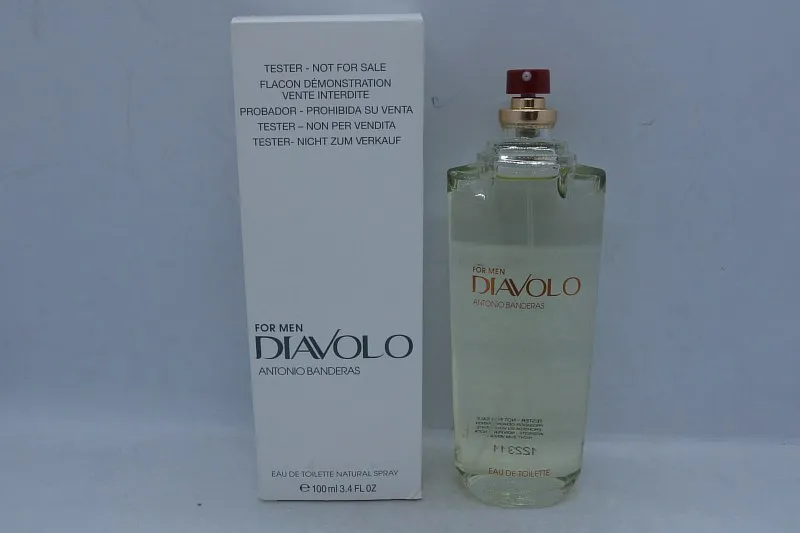 TESTER - NOT FOR SALE
FLACON DÉMONSTRATION
VENTE INTERDITE
PROBADOR - PROHIBIDA SU VENTA
TESTER – NON PER VENDITA
TESTER- NICHT ZUM VERKAUF
FOR MEN
DIAVOLO
ANTONIO BANDERAS
EAU DE TOILETTE NATURAL SPRAY
℮ 100 ml 3.4 FL OZ
FOR MEN
DIAVOLO
ANTONIO BANDERAS
EAU DE TOILETTE